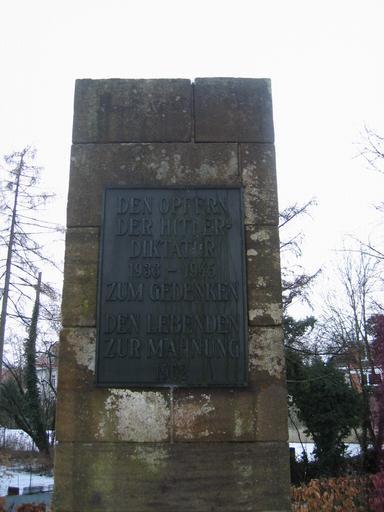 DEN OPFERN
DER HITLER-
DIKTATUR
1933 – 1945
ZUM GEDENKEN
DEN LEBENDEN
ZUR MAHNUNG